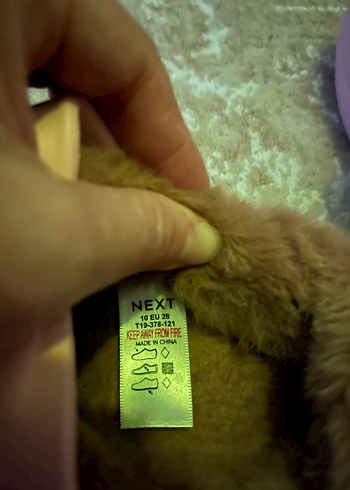 NEXT
10 EU 28
T19-378-121
KEEP AWAY FROM FIRE
MADE IN CHINA